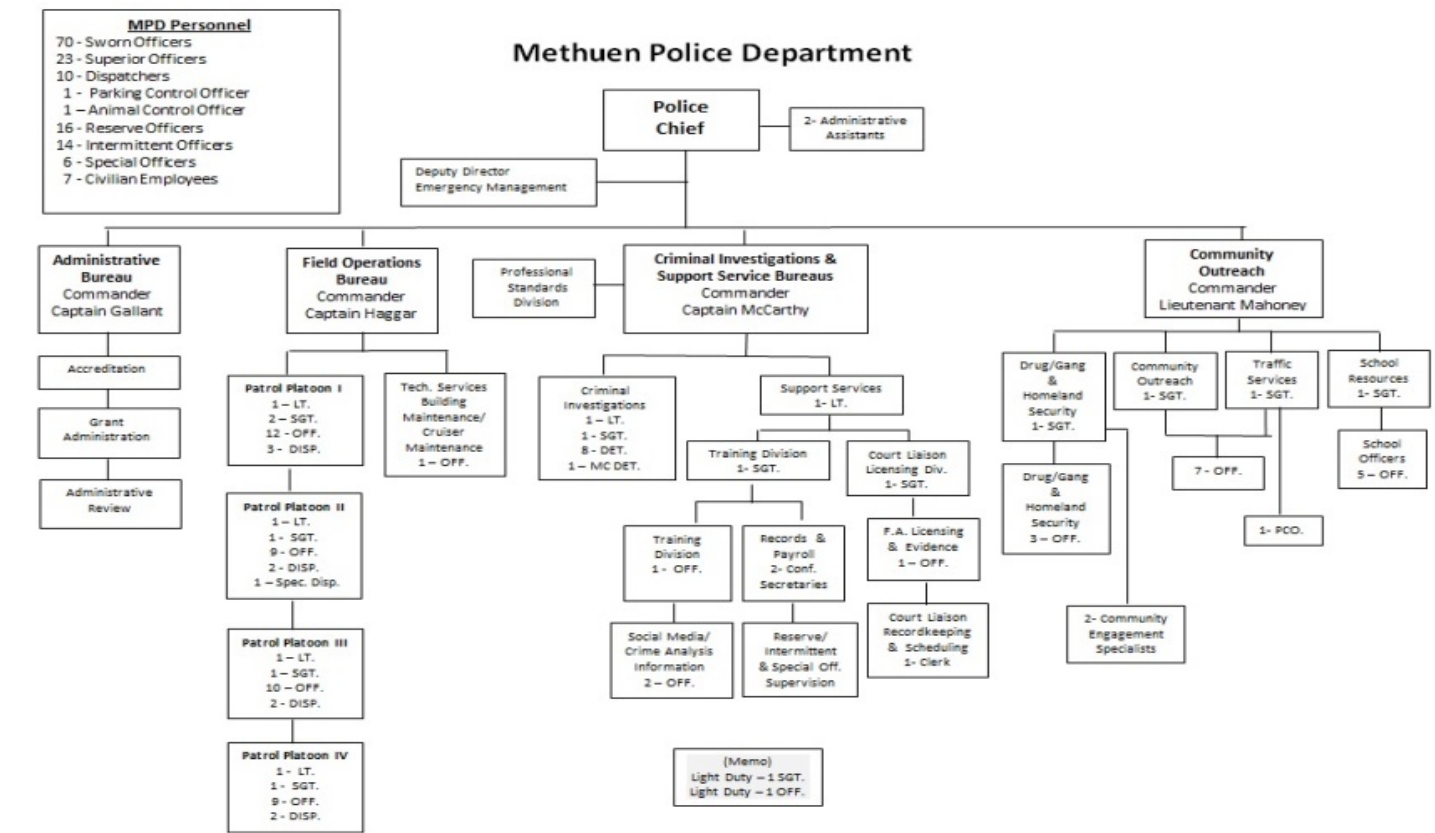 MPD Personnel
70 - Sworn Officers
23 - Superior Officers
10 - Dispatchers
1 - Parking Control Officer
1 – Animal Control Officer
16 - Reserve Officers
14 - Intermittent Officers
6 - Special Officers
7 - Civilian Employees
Methuen Police Department
Police
Chief
2- Administrative
Assistants
Deputy Director
Emergency Management
Administrative
Bureau
Commander
Captain Gallant
Accreditation
Grant
Administration
Administrative
Review
Field Operations
Bureau
Commander
Captain Haggar
Patrol Platoon I
1 – LT.
2 – SGT.
12 - OFF.
3 - DISP.
Patrol Platoon II
1 – LT.
1 - SGT.
9 - OFF.
2 - DISP.
1 – Spec. Disp.
Patrol Platoon III
1 – LT.
1 – SGT.
10 – OFF.
2 - DISP.
Patrol Platoon IV
1 - LT.
1 - SGT.
9 - OFF.
2 - DISP.
Tech. Services
Building
Maintenance/
Cruiser
Maintenance
1 – OFF.
Professional
Standards
Division
Criminal Investigations &
Support Service Bureaus
Commander
Captain McCarthy
Criminal
Investigations
1 – LT.
1 - SGT.
8 - DET.
1 – MC DET.
Support Services
1- LT.
Training Division
1- SGT.
Training
Division
1 - OFF.
Social Media/
Crime Analysis
Information
2 – OFF.
Records &
Payroll
2- Conf.
Secretaries
Reserve/
Intermittent
& Special Off.
Supervision
Court Liaison
Licensing Div.
1- SGT.
F.A. Licensing
& Evidence
1 – OFF.
Court Liaison
Recordkeeping
& Scheduling
1- Clerk
Community
Outreach
Commander
Lieutenant Mahoney
Drug/Gang
&
Homeland
Security
1- SGT.
Drug/Gang
&
Homeland
Security
3 – OFF.
2- Community
Engagement
Specialists
Community
Outreach
1- SGT.
Traffic
Services
1- SGT.
7 - OFF.
1- PCO.
School
Resources
1- SGT.
School
Officers
5 – OFF.
(Memo)
Light Duty – 1 SGT.
Light Duty – 1 OFF.